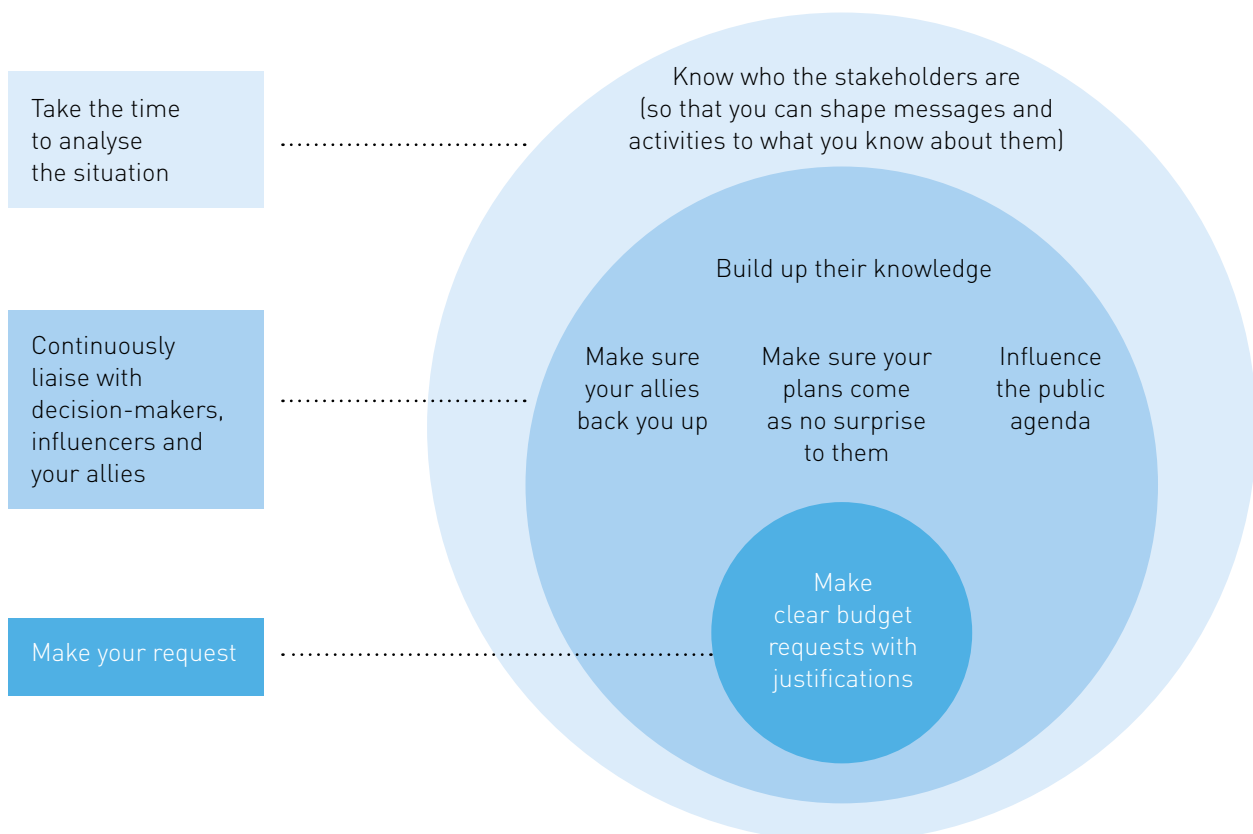 Take the time
to analyse
the situation
Know who the stakeholders are
(so that you can shape messages and
activities to what you know about them)
Continuously
liaise with
decision-makers,
influencers and
your allies
Build up their knowledge
Make sure
your allies
back you up
Make sure your
plans come
as no surprise
to them
Influence
the public
agenda
Make your request
Make
clear budget
requests with
justifications